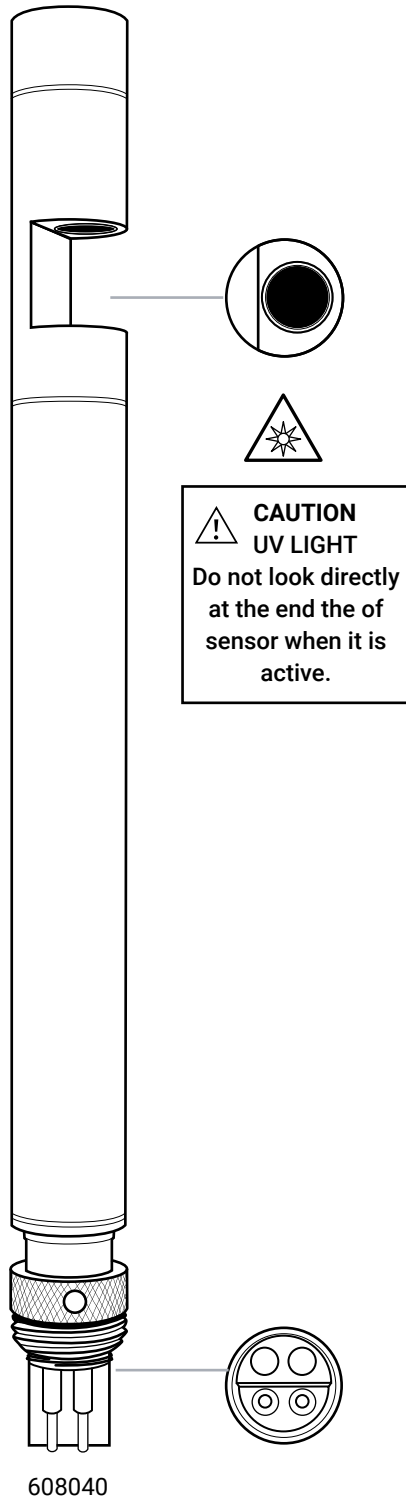 CAUTION
UV LIGHT
Do not look directly
at the end the of
sensor when it is
active.
608040